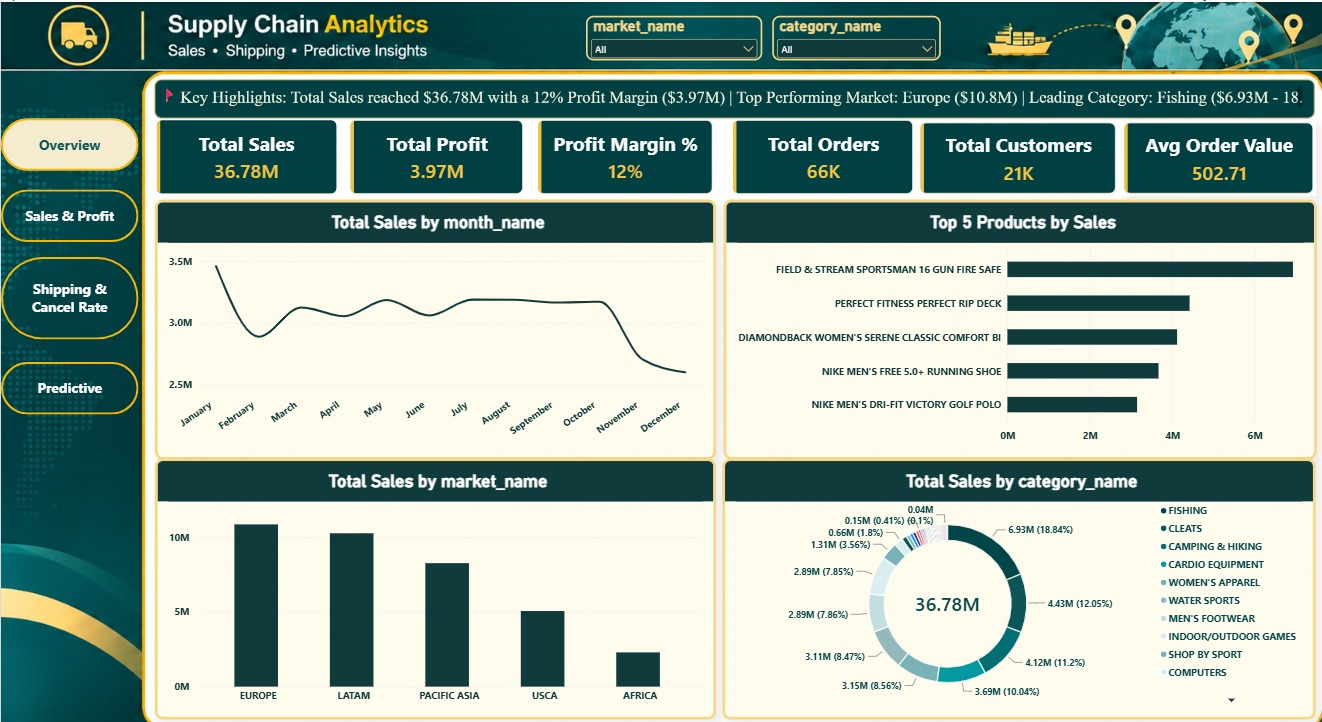 Supply Chain Analytics
Sales • Shipping • Predictive Insights
market_name
All
category_name
All
Key Highlights: Total Sales reached $36.78M with a 12% Profit Margin ($3.97M) | Top Performing Market: Europe ($10.8M) | Leading Category: Fishing ($6.93M - 18.
Overview
Sales & Profit
Shipping &
Cancel Rate
Predictive
Total Sales
36.78M
Total Profit
3.97M
Profit Margin %
12%
Total Orders
66K
Total Customers
21K
Avg Order Value
502.71
Total Sales by month_name
3.5M
3.0M
2.5M
January
February
March
April
May
June
July
August
September
October
November
December
Top 5 Products by Sales
FIELD & STREAM SPORTSMAN 16 GUN FIRE SAFE
PERFECT FITNESS PERFECT RIP DECK
DIAMONDBACK WOMEN'S SERENE CLASSIC COMFORT BI
NIKE MEN'S FREE 5.0+ RUNNING SHOE
NIKE MEN'S DRI-FIT VICTORY GOLF POLO
0M 2M 4M 6M
Total Sales by market_name
10M
5M
0M
EUROPE LATAM PACIFIC ASIA USCA AFRICA
Total Sales by category_name
0.04M
(0.1%)
0.15M (0.41%)
0.66M (1.8%)
1.31M (3.56%)
2.89M (7.85%)
2.89M (7.86%)
3.11M (8.47%)
3.15M (8.56%)
3.69M (10.04%)
4.12M (11.2%)
4.43M (12.05%)
6.93M (18.84%)
36.78M
FISHING
CLEATS
CAMPING & HIKING
CARDIO EQUIPMENT
WOMEN'S APPAREL
WATER SPORTS
MEN'S FOOTWEAR
INDOOR/OUTDOOR GAMES
SHOP BY SPORT
COMPUTERS